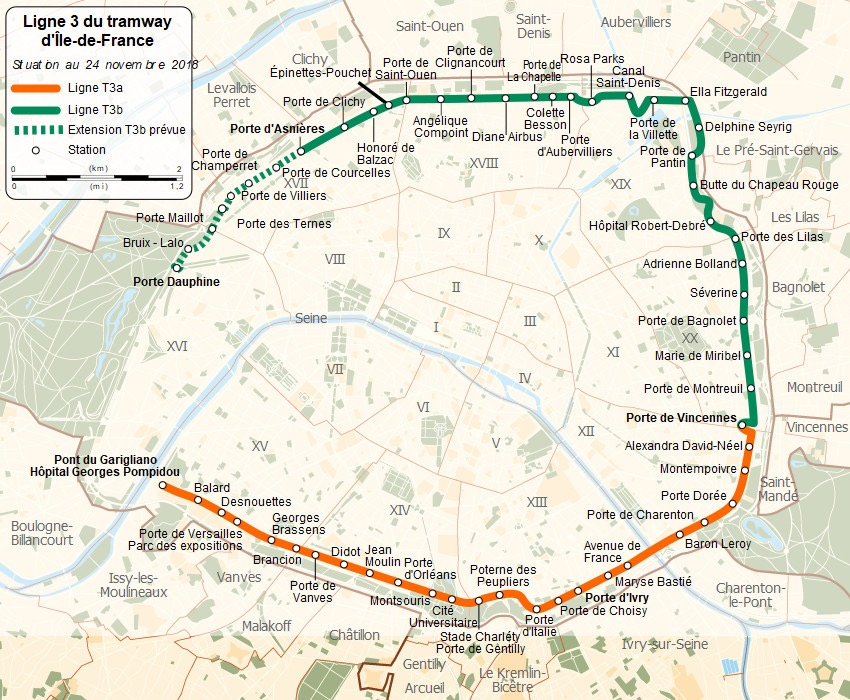 Ligne 3 du tramway
d'Île-de-France
Situation au 24 novembre 2018
Ligne T3a
Ligne T3b
Extension T3b prévue
Station
0 (km) 2
0 (mi) 1.2
Saint-Ouen
Saint-
Denis
Aubervilliers
Clichy
Pantin
Levallois
Perret
Le Pré-Saint-Gervais
Les Lilas
Bagnolet
Montreuil
Vincennes
Saint-
Mandé
Charenton-
le-Pont
Ivry-sur-Seine
Le Kremlin-
Bicêtre
Gentilly
Arcueil
Châtillon
Malakoff
Vanves
Issy-les-
Moulineaux
Boulogne-
Billancourt
Seine
I
II
III
IV
V
VI
VII
VIII
IX
X
XI
XII
XIII
XIV
XV
XVI
XVII
XVIII
XIX
XX
Porte Dauphine
Bruix - Lalo
Porte Maillot
Porte des Ternes
Porte de Villiers
Porte de
Champerret
Porte de Courcelles
Porte d'Asnières
Porte de Clichy
Honoré de
Balzac
Épinettes-Pouchet
Porte de
Saint-Ouen
Angélique
Compoint
Porte de
Clignancourt
Diane Airbus
Porte de
La Chapelle
Colette
Besson
Porte
d'Aubervilliers
Rosa Parks
Canal
Saint-Denis
Porte de
la Villette
Ella Fitzgerald
Delphine Seyrig
Porte de
Pantin
Butte du Chapeau Rouge
Hôpital Robert-Debré
Porte des Lilas
Adrienne Bolland
Séverine
Porte de Bagnolet
Marie de Miribel
Porte de Montreuil
Porte de Vincennes
Alexandra David-Néel
Montempoivre
Porte Dorée
Porte de Charenton
Baron Leroy
Avenue de
France
Maryse Bastié
Porte d'Ivry
Porte de Choisy
Porte
d'Italie
Poterne des
Peupliers
Stade Charléty
Porte de Gentilly
Cité
Universitaire
Montsouris
Porte
d'Orléans
Jean
Moulin
Didot
Porte de
Vanves
Brancion
Georges
Brassens
Porte de Versailles
Parc des expositions
Desnouettes
Balard
Pont du Garigliano
Hôpital Georges Pompidou